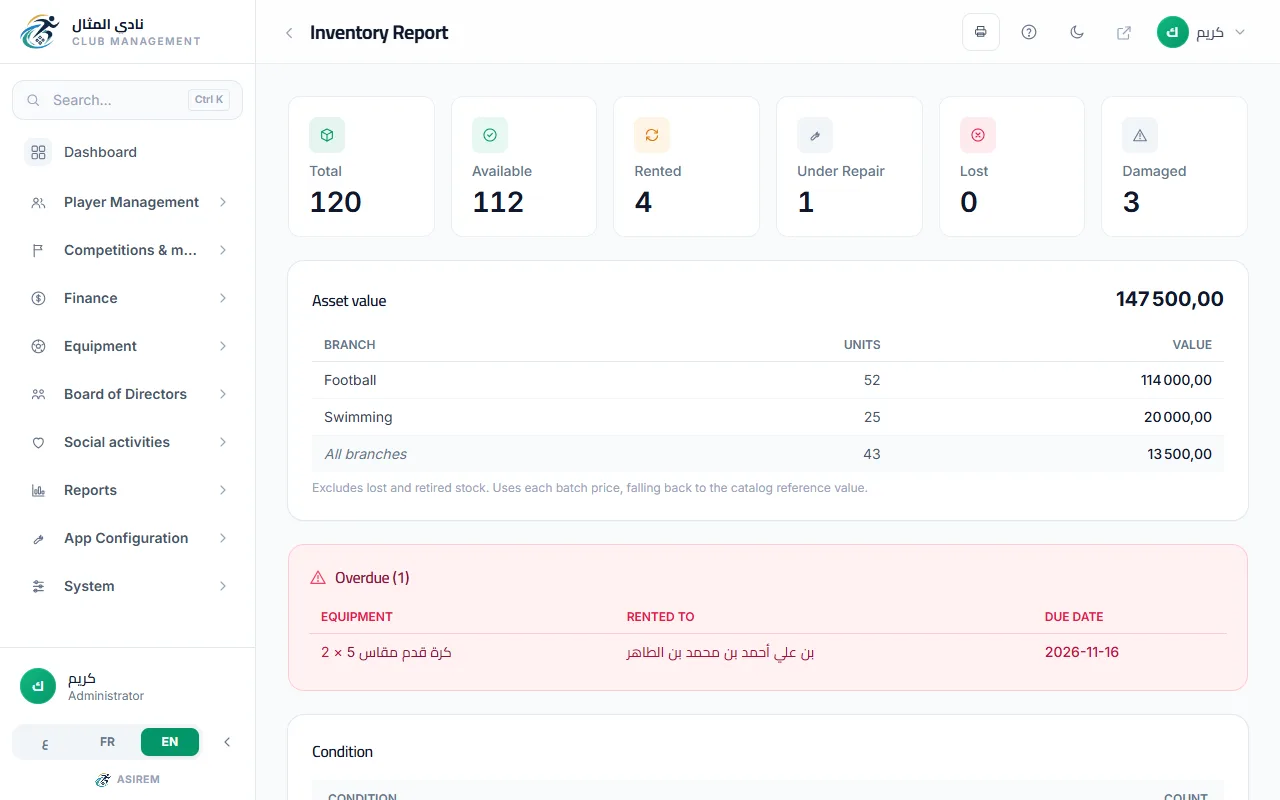 نادي المثال
CLUB MANAGEMENT
Search...
Ctrl K
Dashboard
Player Management
Competitions & m...
Finance
Equipment
Board of Directors
Social activities
Reports
App Configuration
System
ك
كريم
Administrator
ع
FR
EN
ASIREM
Inventory Report
ك
كريم
Total
120
Available
112
Rented
4
Under Repair
1
Lost
0
Damaged
3
Asset value
147 500,00
BRANCH UNITS VALUE
Football 52 114 000,00
Swimming 25 20 000,00
All branches 43 13 500,00
Excludes lost and retired stock. Uses each batch price, falling back to the catalog reference value.
Overdue (1)
EQUIPMENT RENTED TO DUE DATE
كرة قدم مقاس 5 × 2 بن علي أحمد بن محمد بن الطاهر 2026-11-16
Condition
CONDITION COUNT